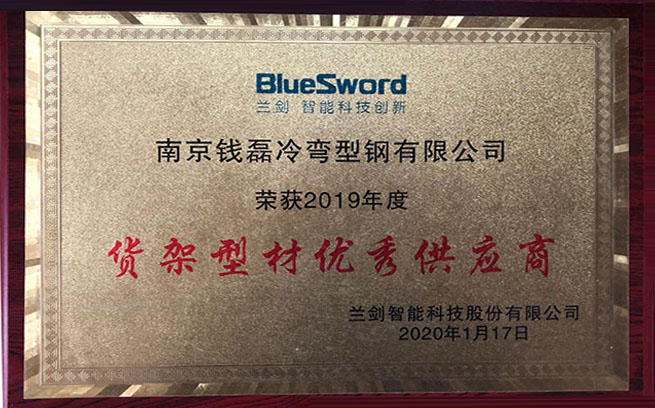 BlueSword
兰剑 智能科技创新
南京钱磊冷弯型钢有限公司
荣获2019年度
货架型材优秀供应商
兰剑智能科技股份有限公司
2020年1月17日